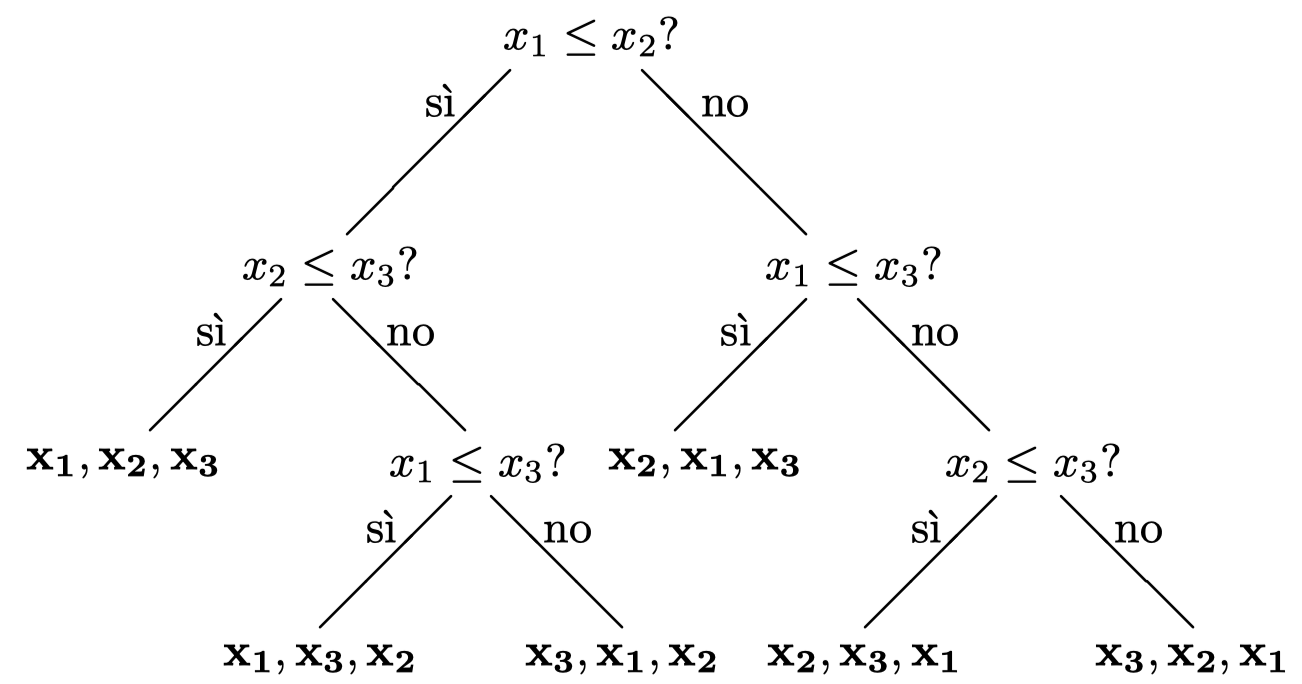 x₁ ≤ x₂?
sì no
x₂ ≤ x₃? x₁ ≤ x₃?
sì no sì no
x₁, x₂, x₃ x₁ ≤ x₃? x₂, x₁, x₃ x₂ ≤ x₃?
sì no sì no
x₁, x₃, x₂ x₃, x₁, x₂ x₂, x₃, x₁ x₃, x₂, x₁